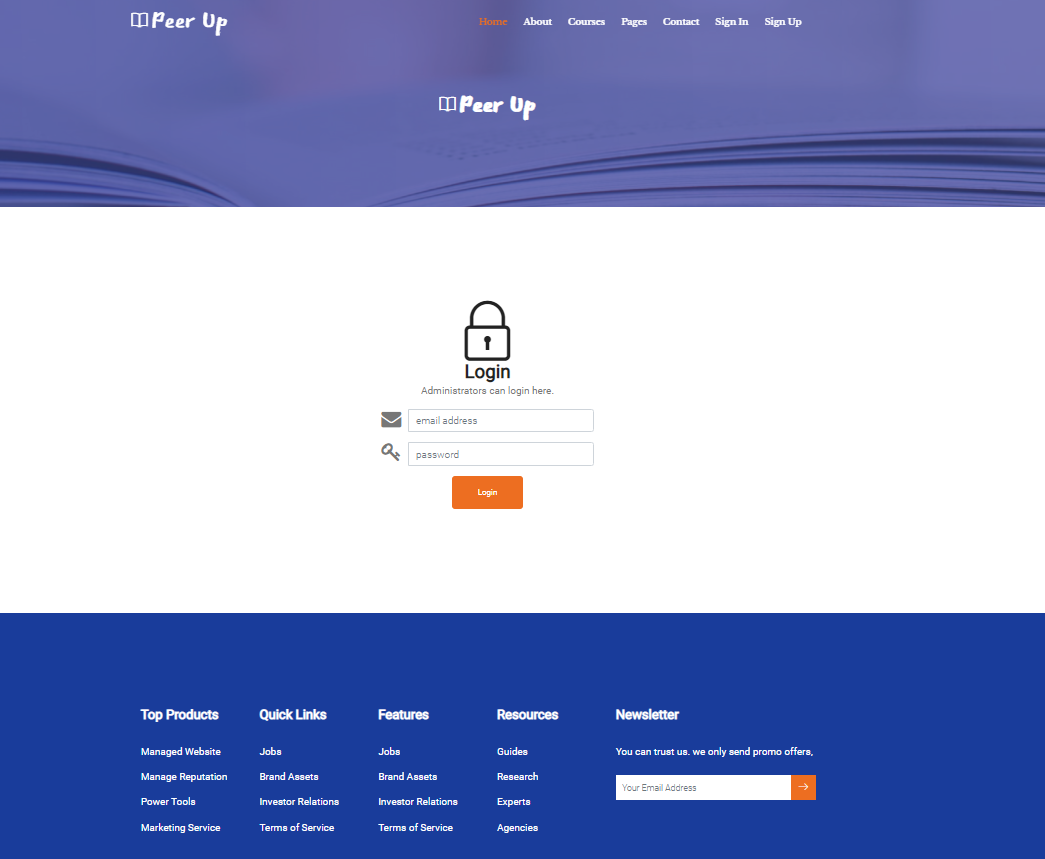 Peer Up
Home About Courses Pages Contact Sign In Sign Up
Peer Up
Login
Administrators can login here.
email address
password
Login
Top Products
Managed Website
Manage Reputation
Power Tools
Marketing Service
Quick Links
Jobs
Brand Assets
Investor Relations
Terms of Service
Features
Jobs
Brand Assets
Investor Relations
Terms of Service
Resources
Guides
Research
Experts
Agencies
Newsletter
You can trust us. we only send promo offers,
Your Email Address